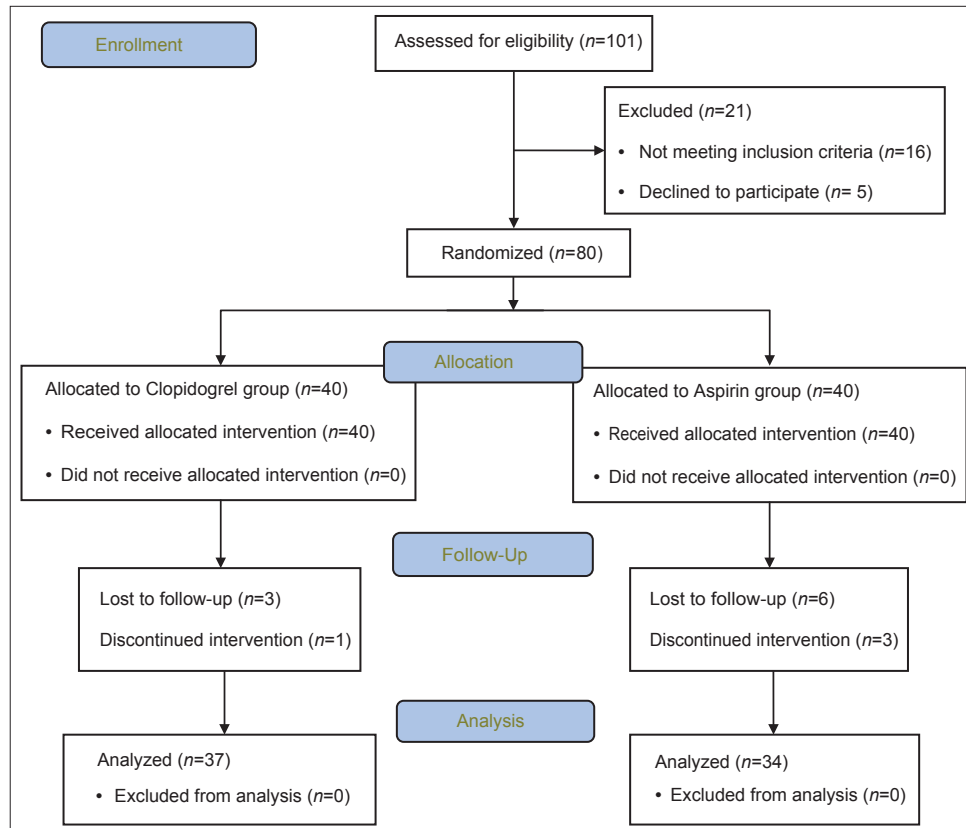 Enrollment
Assessed for eligibility (n=101)
Excluded (n=21)
• Not meeting inclusion criteria (n=16)
• Declined to participate (n= 5)
Randomized (n=80)
Allocation
Allocated to Clopidogrel group (n=40)
• Received allocated intervention (n=40)
• Did not receive allocated intervention (n=0)
Allocated to Aspirin group (n=40)
• Received allocated intervention (n=40)
• Did not receive allocated intervention (n=0)
Follow-Up
Lost to follow-up (n=3)
Discontinued intervention (n=1)
Lost to follow-up (n=6)
Discontinued intervention (n=3)
Analysis
Analyzed (n=37)
• Excluded from analysis (n=0)
Analyzed (n=34)
• Excluded from analysis (n=0)